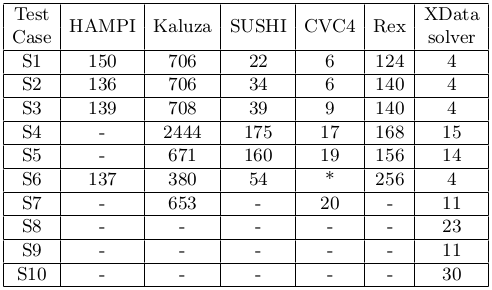 Test Case HAMPI Kaluza SUSHI CVC4 Rex XData solver
S1 150 706 22 6 124 4
S2 136 706 34 6 140 4
S3 139 708 39 9 140 4
S4 - 2444 175 17 168 15
S5 - 671 160 19 156 14
S6 137 380 54 * 256 4
S7 - 653 - 20 - 11
S8 - - - - - 23
S9 - - - - - 11
S10 - - - - - 30